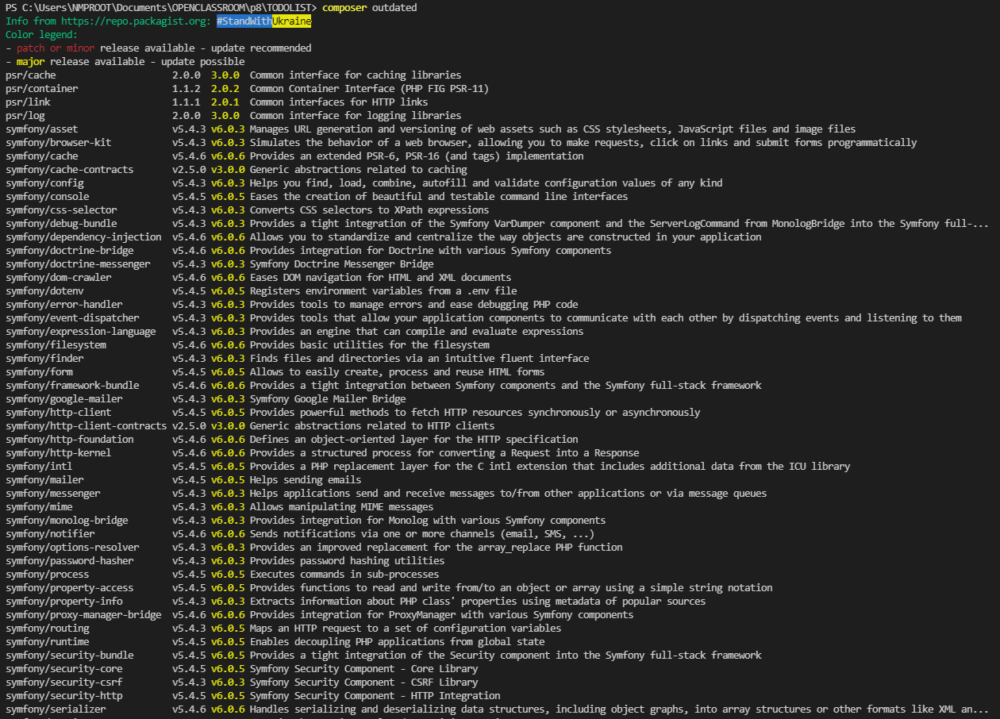 PS C:\Users\NMPROOT\Documents\OPENCLASSROOM\p8\TODOLIST> composer outdated
Info from https://repo.packagist.org: #StandWithUkraine
Color legend:
- patch or minor release available - update recommended
- major release available - update possible
psr/cache 2.0.0 3.0.0 Common interface for caching libraries
psr/container 1.1.2 2.0.2 Common Container Interface (PHP FIG PSR-11)
psr/link 1.1.1 2.0.1 Common interfaces for HTTP links
psr/log 2.0.0 3.0.0 Common interface for logging libraries
symfony/asset v5.4.3 v6.0.3 Manages URL generation and versioning of web assets such as CSS stylesheets, JavaScript files and image files
symfony/browser-kit v5.4.3 v6.0.3 Simulates the behavior of a web browser, allowing you to make requests, click on links and submit forms programmatically
symfony/cache v5.4.6 v6.0.6 Provides an extended PSR-6, PSR-16 (and tags) implementation
symfony/cache-contracts v2.5.0 v3.0.0 Generic abstractions related to caching
symfony/config v5.4.3 v6.0.3 Helps you find, load, combine, autofill and validate configuration values of any kind
symfony/console v5.4.5 v6.0.5 Eases the creation of beautiful and testable command line interfaces
symfony/css-selector v5.4.3 v6.0.3 Converts CSS selectors to XPath expressions
symfony/debug-bundle v5.4.3 v6.0.3 Provides a tight integration of the Symfony VarDumper component and the ServerLogCommand from MonologBridge into the Symfony full-...
symfony/dependency-injection v5.4.6 v6.0.6 Allows you to standardize and centralize the way objects are constructed in your application
symfony/doctrine-bridge v5.4.6 v6.0.6 Provides integration for Doctrine with various Symfony components
symfony/doctrine-messenger v5.4.3 v6.0.3 Symfony Doctrine Messenger Bridge
symfony/dom-crawler v5.4.6 v6.0.6 Eases DOM navigation for HTML and XML documents
symfony/dotenv v5.4.5 v6.0.5 Registers environment variables from a .env file
symfony/error-handler v5.4.3 v6.0.3 Provides tools to manage errors and ease debugging PHP code
symfony/event-dispatcher v5.4.3 v6.0.3 Provides tools that allow your application components to communicate with each other by dispatching events and listening to them
symfony/expression-language v5.4.3 v6.0.3 Provides an engine that can compile and evaluate expressions
symfony/filesystem v5.4.6 v6.0.6 Provides basic utilities for the filesystem
symfony/finder v5.4.3 v6.0.3 Finds files and directories via an intuitive fluent interface
symfony/form v5.4.5 v6.0.5 Allows to easily create, process and reuse HTML forms
symfony/framework-bundle v5.4.6 v6.0.6 Provides a tight integration between Symfony components and the Symfony full-stack framework
symfony/google-mailer v5.4.3 v6.0.3 Symfony Google Mailer Bridge
symfony/http-client v5.4.5 v6.0.5 Provides powerful methods to fetch HTTP resources synchronously or asynchronously
symfony/http-client-contracts v2.5.0 v3.0.0 Generic abstractions related to HTTP clients
symfony/http-foundation v5.4.6 v6.0.6 Defines an object-oriented layer for the HTTP specification
symfony/http-kernel v5.4.6 v6.0.6 Provides a structured process for converting a Request into a Response
symfony/intl v5.4.5 v6.0.5 Provides a PHP replacement layer for the C intl extension that includes additional data from the ICU library
symfony/mailer v5.4.5 v6.0.5 Helps sending emails
symfony/messenger v5.4.3 v6.0.3 Helps applications send and receive messages to/from other applications or via message queues
symfony/mime v5.4.3 v6.0.3 Allows manipulating MIME messages
symfony/monolog-bridge v5.4.3 v6.0.3 Provides integration for Monolog with various Symfony components
symfony/notifier v5.4.6 v6.0.6 Sends notifications via one or more channels (email, SMS, ...)
symfony/options-resolver v5.4.3 v6.0.3 Provides an improved replacement for the array_replace PHP function
symfony/password-hasher v5.4.3 v6.0.3 Provides password hashing utilities
symfony/process v5.4.5 v6.0.5 Executes commands in sub-processes
symfony/property-access v5.4.5 v6.0.5 Provides functions to read and write from/to an object or array using a simple string notation
symfony/property-info v5.4.3 v6.0.3 Extracts information about PHP class' properties using metadata of popular sources
symfony/proxy-manager-bridge v5.4.6 v6.0.6 Provides integration for ProxyManager with various Symfony components
symfony/routing v5.4.3 v6.0.5 Maps an HTTP request to a set of configuration variables
symfony/runtime v5.4.5 v6.0.5 Enables decoupling PHP applications from global state
symfony/security-bundle v5.4.5 v6.0.5 Provides a tight integration of the Security component into the Symfony full-stack framework
symfony/security-core v5.4.5 v6.0.5 Symfony Security Component - Core Library
symfony/security-csrf v5.4.3 v6.0.3 Symfony Security Component - CSRF Library
symfony/security-http v5.4.5 v6.0.5 Symfony Security Component - HTTP Integration
symfony/serializer v5.4.6 v6.0.6 Handles serializing and deserializing data structures, including object graphs, into array structures or other formats like XML an...